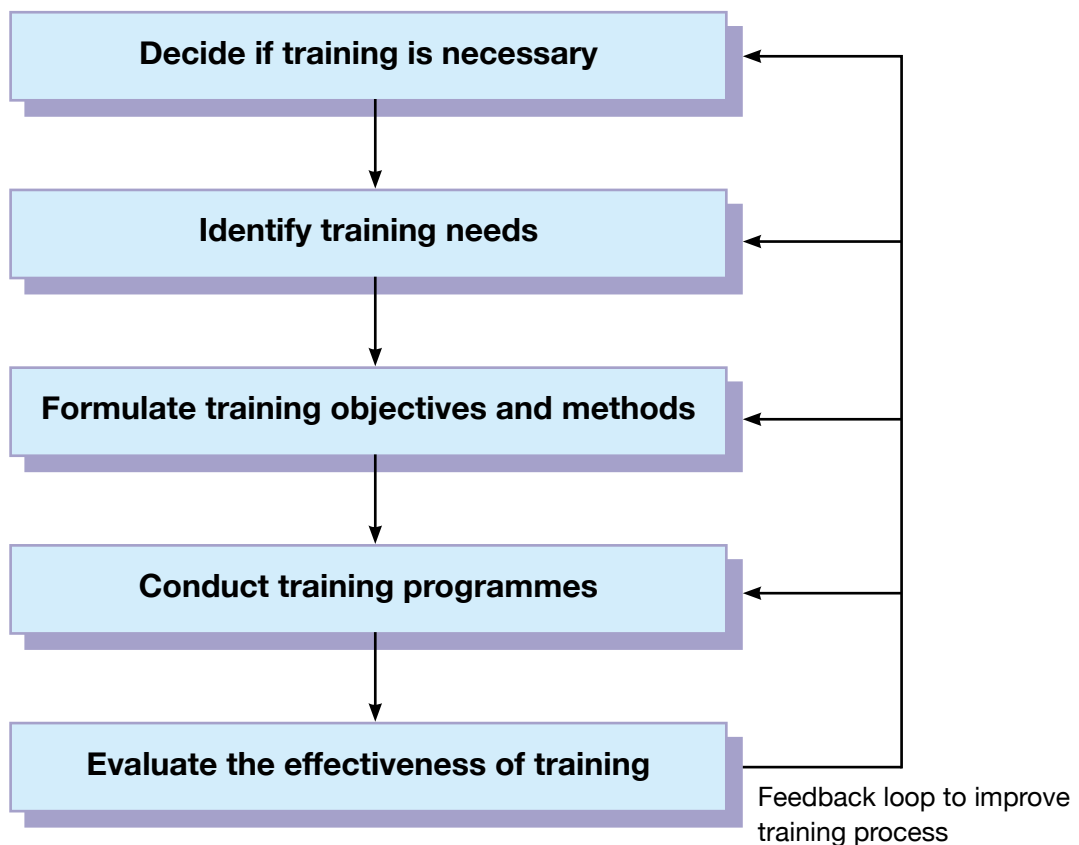 Decide if training is necessary
Identify training needs
Formulate training objectives and methods
Conduct training programmes
Evaluate the effectiveness of training
Feedback loop to improve
training process